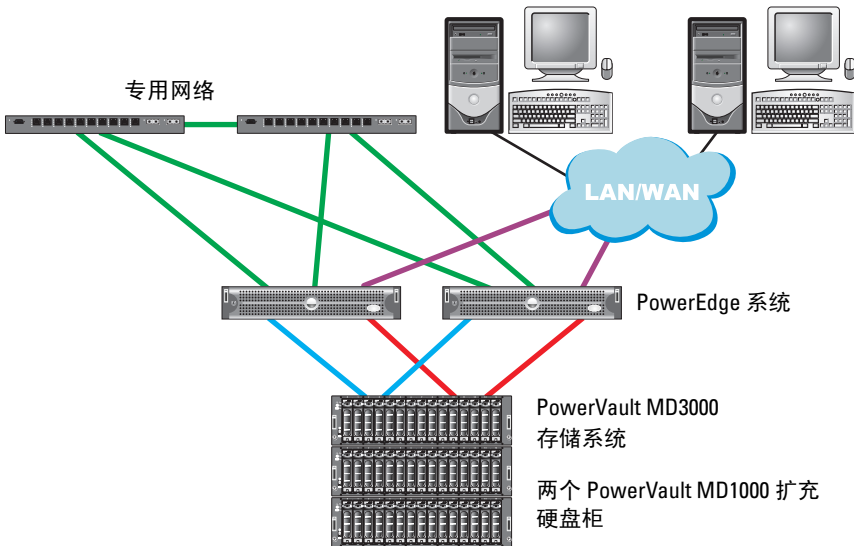 专用网络
LAN/WAN
PowerEdge 系统
PowerVault MD3000
存储系统
两个 PowerVault MD1000 扩充
硬盘柜